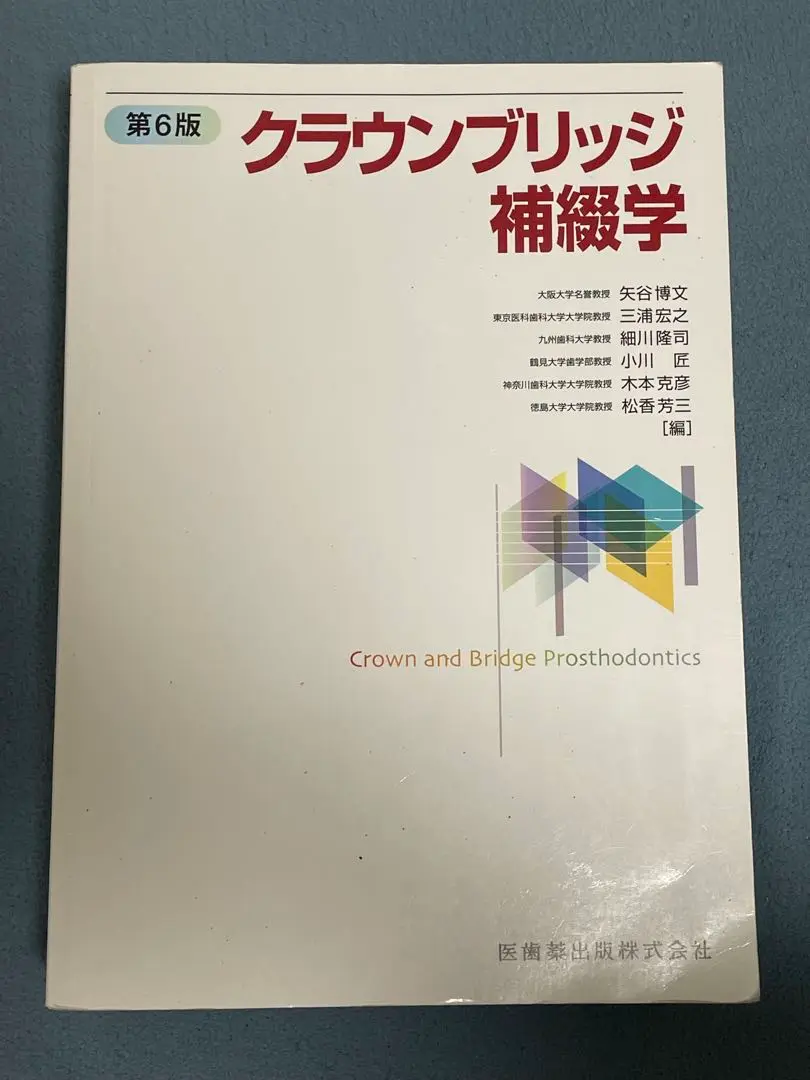 第6版
クラウンブリッジ
補綴学
大阪大学名誉教授 矢谷博文
東京医科歯科大学大学院教授 三浦宏之
九州歯科大学教授 細川隆司
鶴見大学歯学部教授 小川 匠
神奈川歯科大学大学院教授 木本克彦
徳島大学大学院教授 松香芳三
[編]
Crown and Bridge Prosthodontics
医歯薬出版株式会社